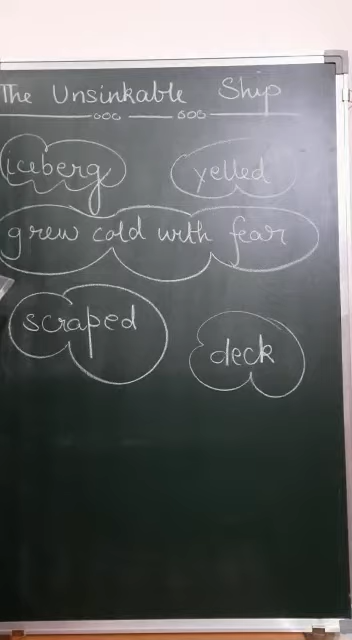 The Unsinkable Ship
iceberg yelled
grew cold with fear
scraped
deck